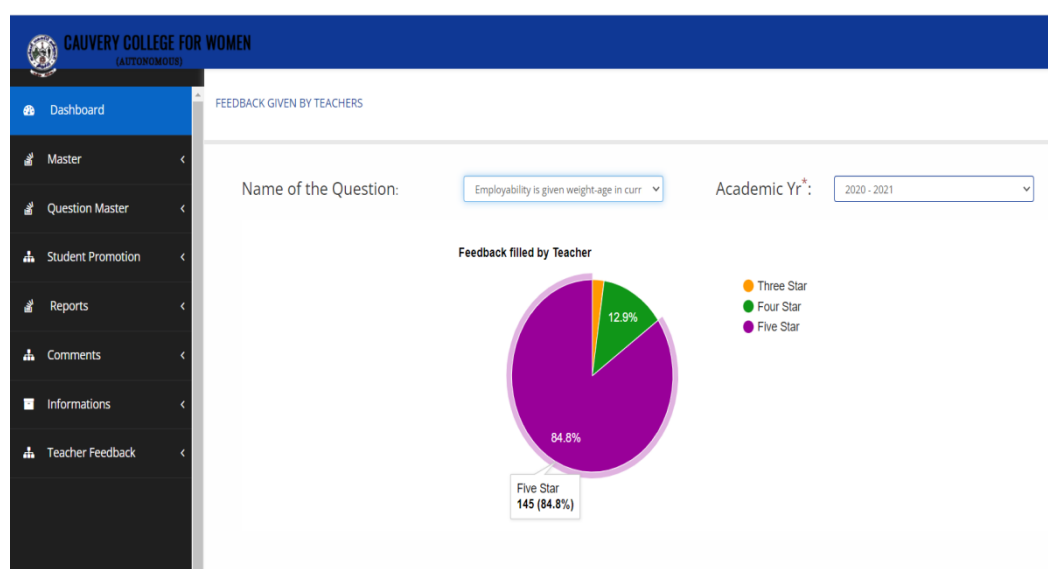 CAUVERY COLLEGE FOR WOMEN
(AUTONOMOUS)
Dashboard
Master
Question Master
Student Promotion
Reports
Comments
Informations
Teacher Feedback
FEEDBACK GIVEN BY TEACHERS
Name of the Question:
Employability is given weight-age in curr
Academic Yr*:
2020 - 2021
Feedback filled by Teacher
12.9%
84.8%
Five Star
145 (84.8%)
Three Star
Four Star
Five Star